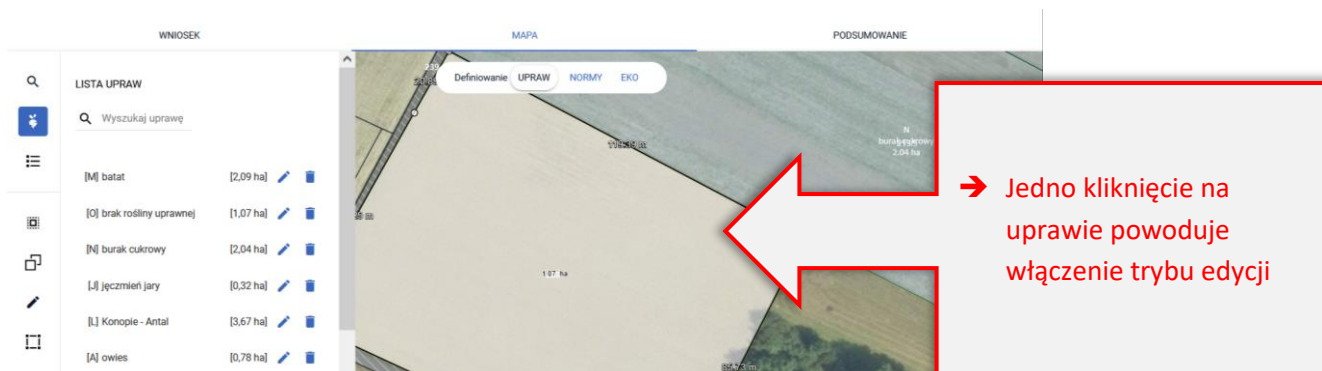 WNIOSEK
MAPA
PODSUMOWANIE
LISTA UPRAW
Wyszukaj uprawę
[M] batat [2,09 ha]
[O] brak rośliny uprawnej [1,07 ha]
[N] burak cukrowy [2,04 ha]
[J] jęczmień jary [0,32 ha]
[L] Konopie - Antal [3,67 ha]
[A] owies [0,78 ha]
Definiowanie UPRAW NORMY EKO
N
2.04 ha
1.07 ha
➔ Jedno kliknięcie na
uprawie powoduje
włączenie trybu edycji